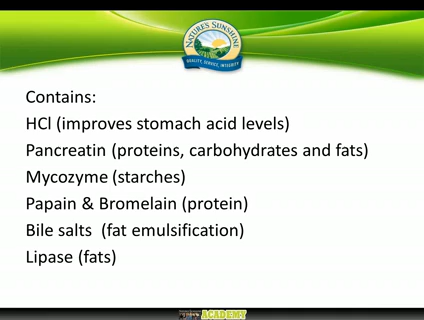 NATURE'S SUNSHINE
QUALITY, SERVICE, INTEGRITY
Contains:
HCl (improves stomach acid levels)
Pancreatin (proteins, carbohydrates and fats)
Mycozyme (starches)
Papain & Bromelain (protein)
Bile salts  (fat emulsification)
Lipase (fats)
ACADEMY